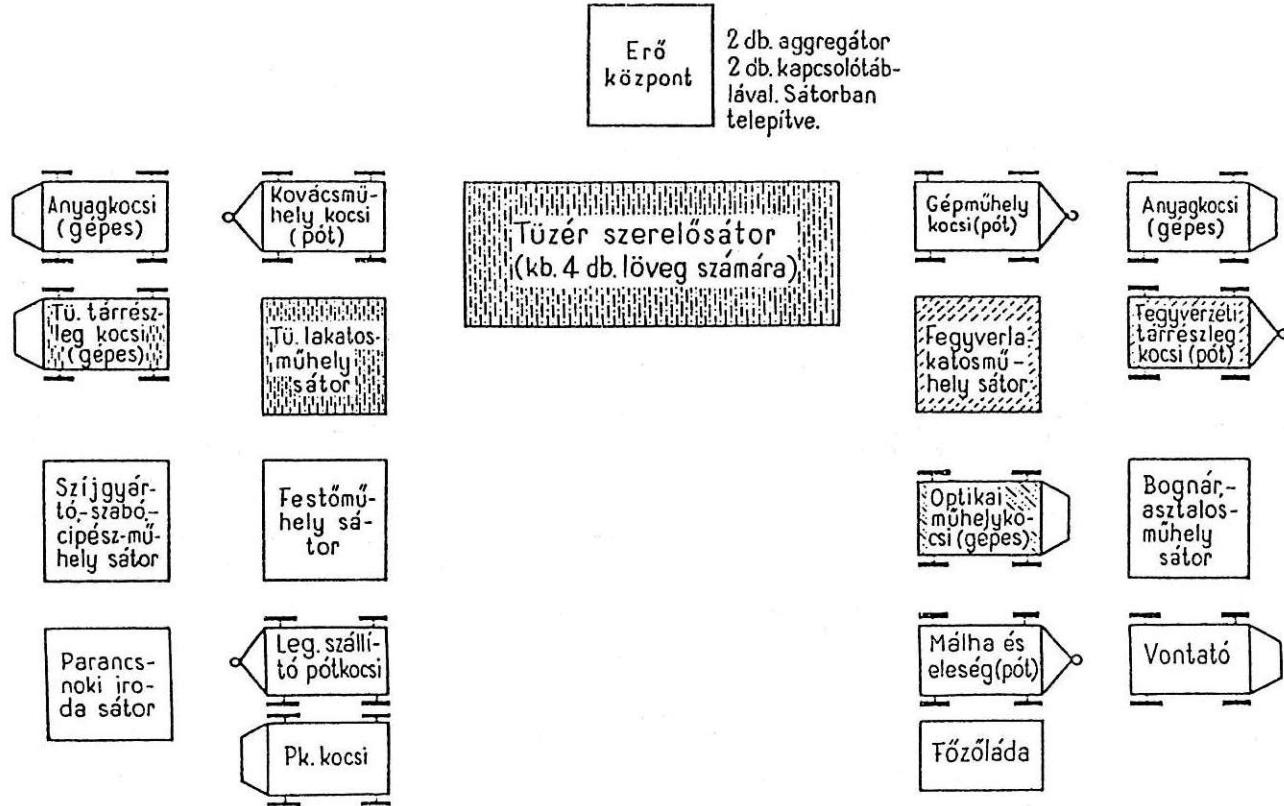 Erő
központ
2 db. aggregátor
2 db. kapcsolótáb-
lával. Sátorban
telepítve.
Anyagkocsi
(gépes)
Kovácsmű-
hely kocsi
(pót)
Tüzér szerelősátor
(kb. 4 db. löveg számára)
Gépműhely
kocsi (pót)
Anyagkocsi
(gépes)
Tü. tárrész-
leg kocsi
(gépes)
Tü. lakatos-
műhely
sátor
Fegyverla-
katosmű-
hely sátor
Fegyverzeti
tárrészleg
kocsi (pót)
Szíjgyár-
tó,-szabó,-
cipész-mű-
hely sátor
Festőmű-
hely sá-
tor
Optikai
műhelyko-
csi (gépes)
Bognár,-
asztalos-
műhely
sátor
Parancs-
noki iro-
da sátor
Leg. szállí-
tó pótkocsi
Málha és
eleség (pót)
Vontató
Pk. kocsi
Főzőláda